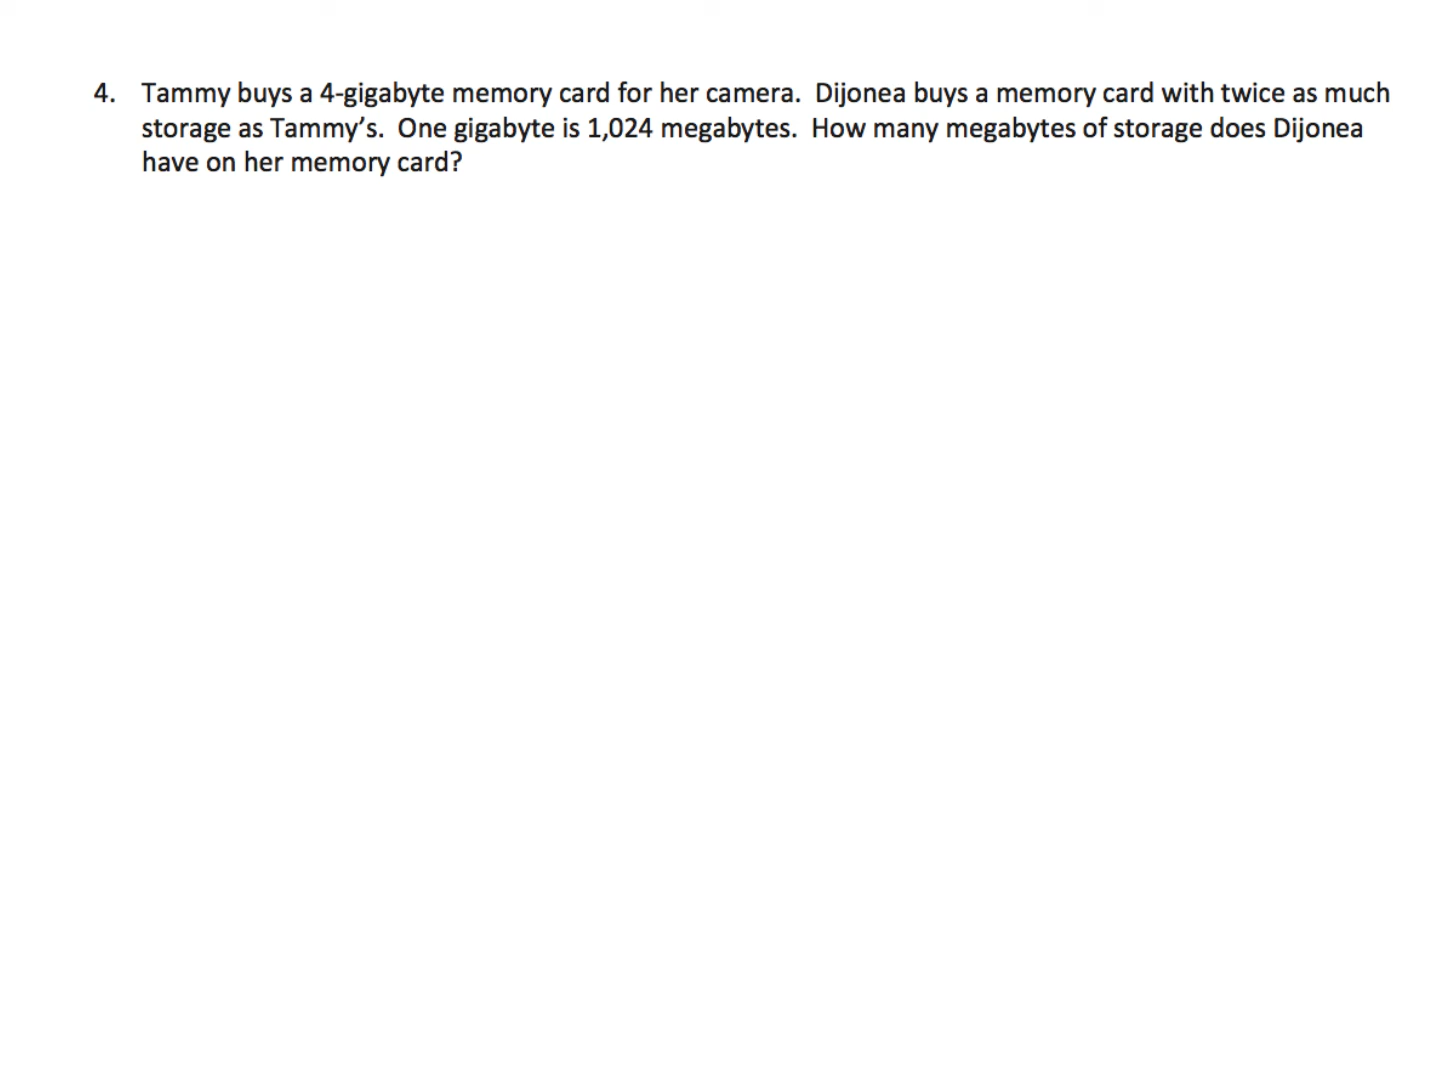 4. Tammy buys a 4-gigabyte memory card for her camera. Dijonea buys a memory card with twice as much
storage as Tammy’s. One gigabyte is 1,024 megabytes. How many megabytes of storage does Dijonea
have on her memory card?